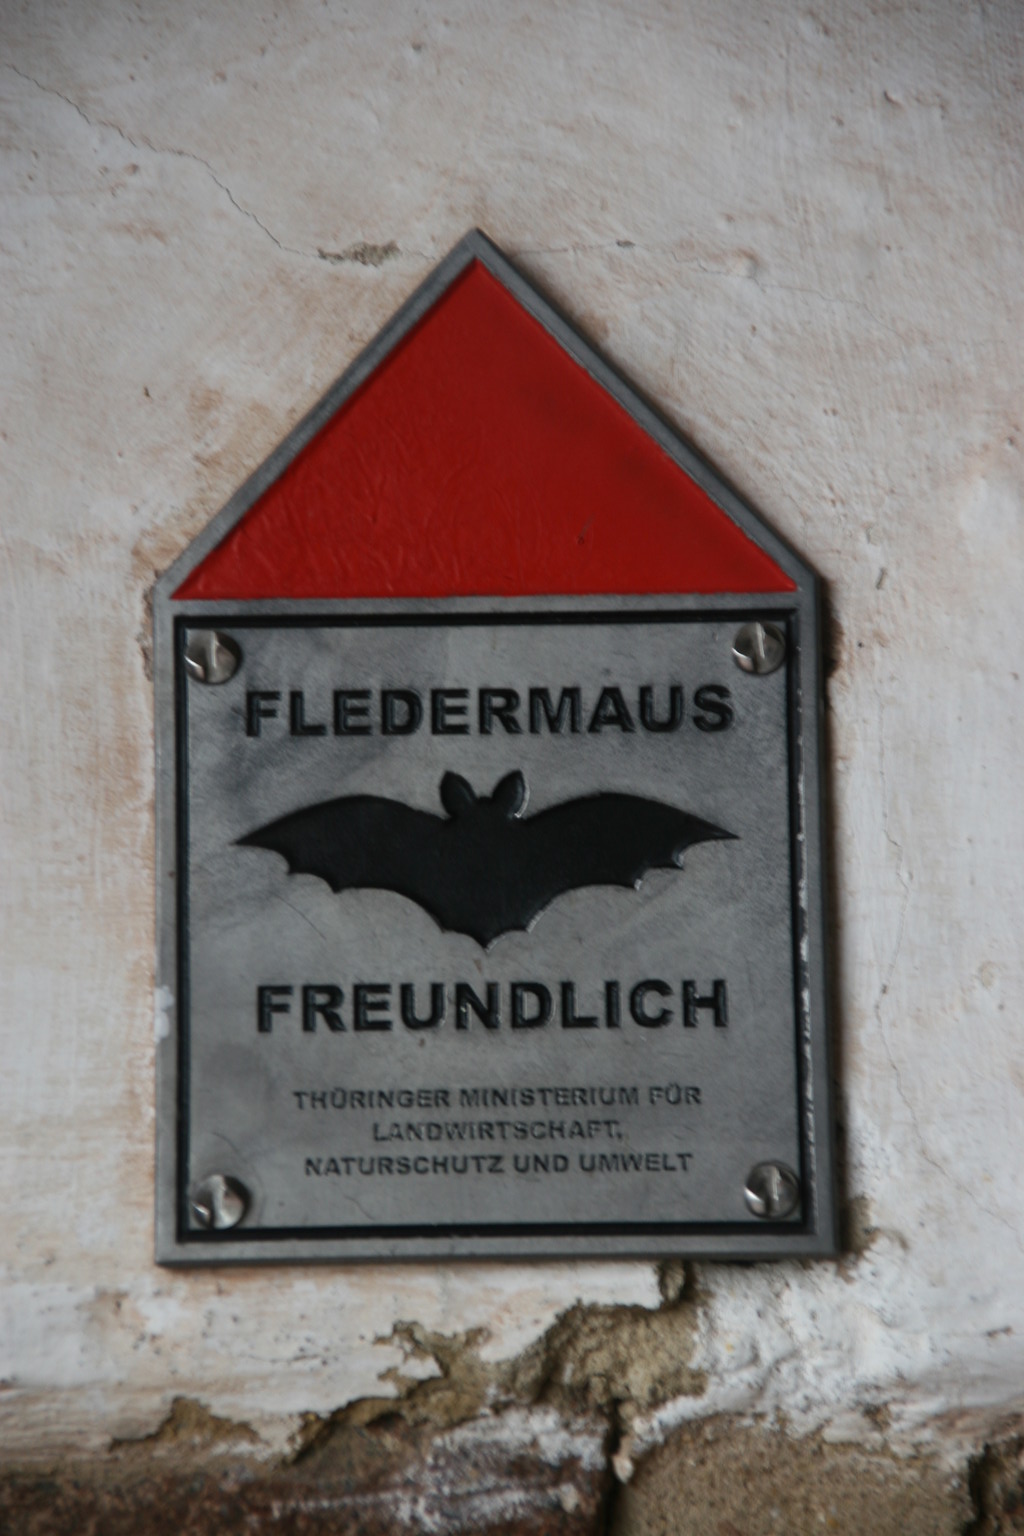 FLEDERMAUS
FREUNDLICH
THÜRINGER MINISTERIUM FÜR
LANDWIRTSCHAFT,
NATURSCHUTZ UND UMWELT